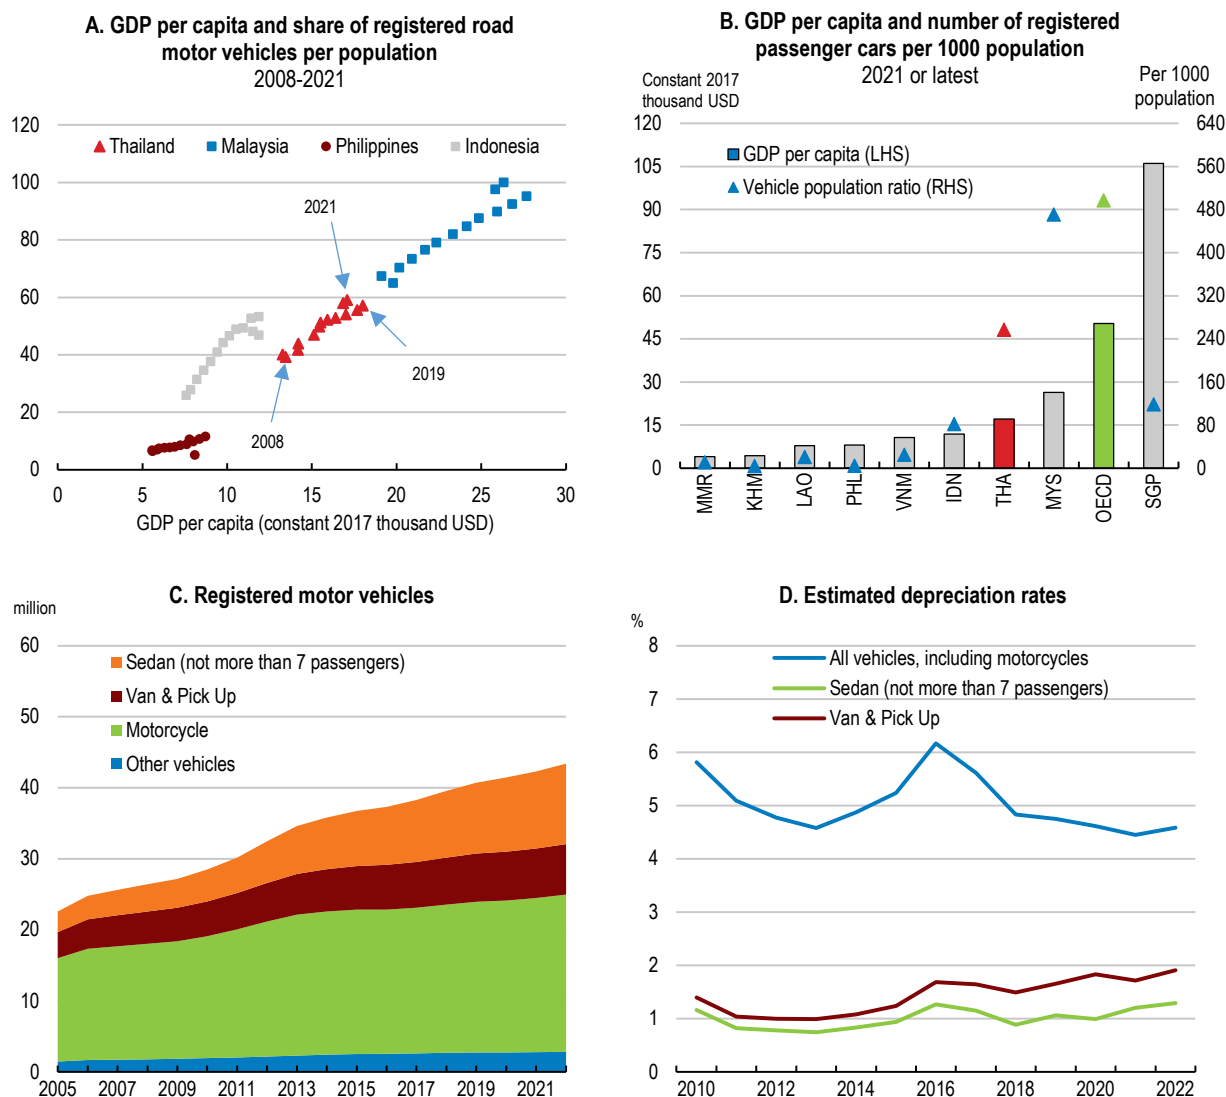 A. GDP per capita and share of registered road
motor vehicles per population
2008-2021
120
100
80
60
40
20
0
Thailand
Malaysia
Philippines
Indonesia
2021
2019
2008
0
5
10
15
20
25
30
GDP per capita (constant 2017 thousand USD)
B. GDP per capita and number of registered
passenger cars per 1000 population
2021 or latest
Constant 2017
thousand USD
Per 1000
population
120
105
90
75
60
45
30
15
0
GDP per capita (LHS)
Vehicle population ratio (RHS)
640
560
480
400
320
240
160
80
0
MMR
KHM
LAO
PHL
VNM
IDN
THA
MYS
OECD
SGP
C. Registered motor vehicles
million
60
50
40
30
20
10
0
Sedan (not more than 7 passengers)
Van & Pick Up
Motorcycle
Other vehicles
2005
2007
2009
2011
2013
2015
2017
2019
2021
D. Estimated depreciation rates
%
8
7
6
5
4
3
2
1
0
All vehicles, including motorcycles
Sedan (not more than 7 passengers)
Van & Pick Up
2010
2012
2014
2016
2018
2020
2022